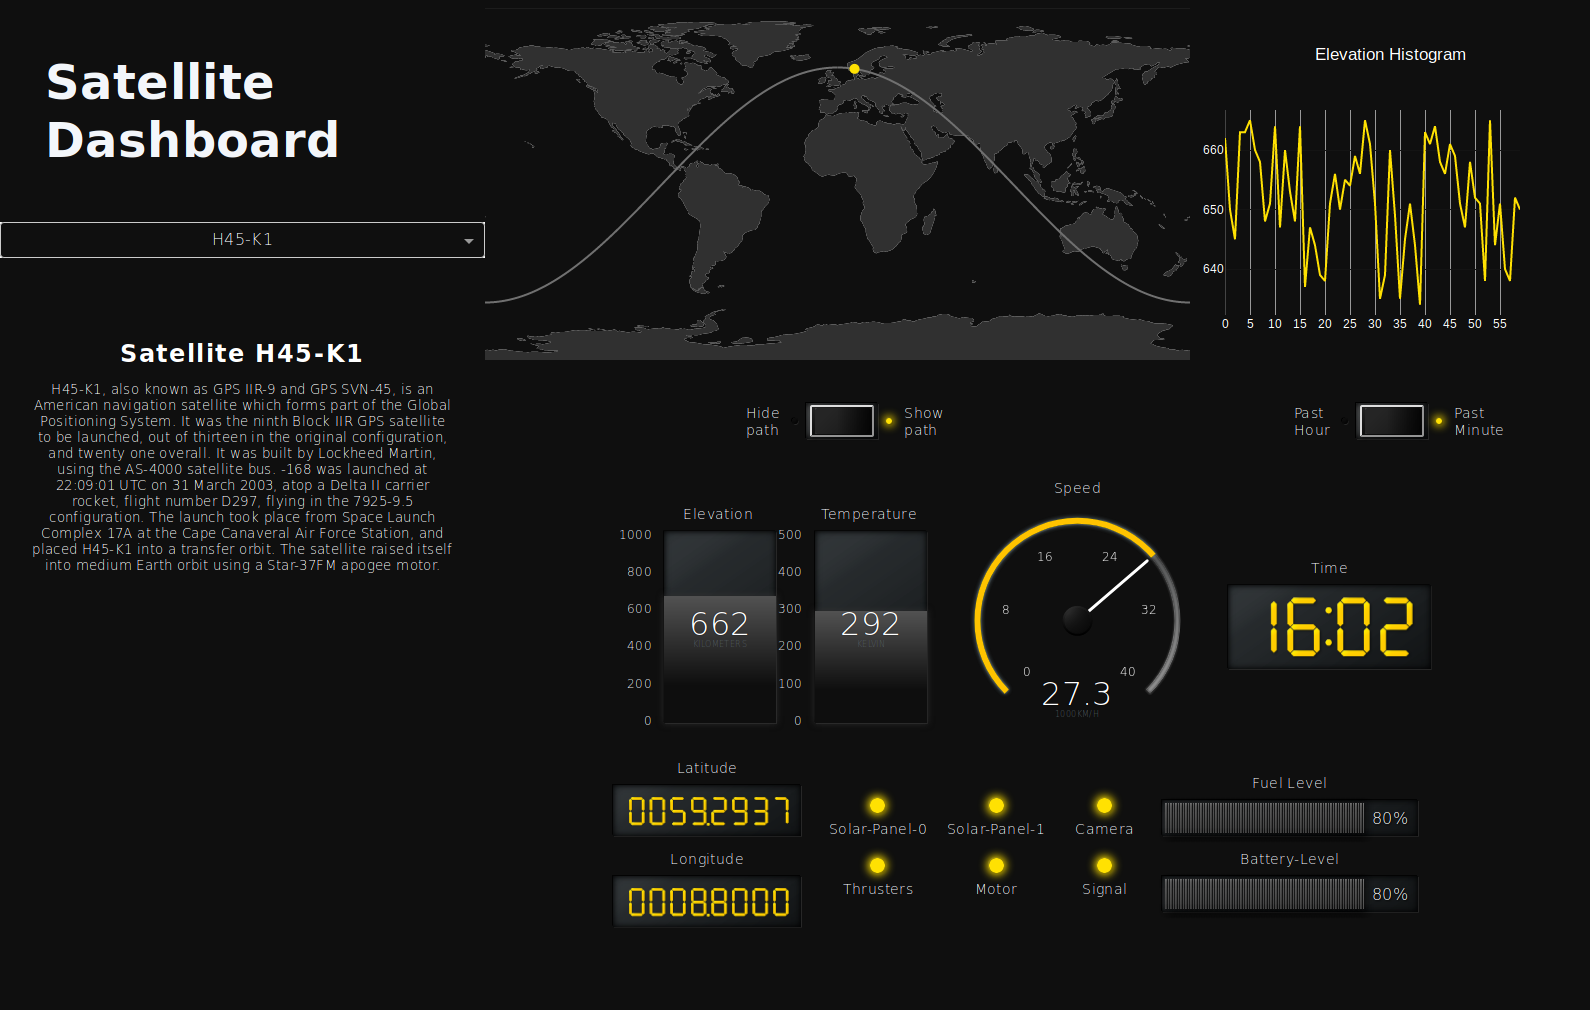 Satellite
Dashboard
H45-K1
Satellite H45-K1
H45-K1, also known as GPS IIR-9 and GPS SVN-45, is an
American navigation satellite which forms part of the Global
Positioning System. It was the ninth Block IIR GPS satellite
to be launched, out of thirteen in the original configuration,
and twenty one overall. It was built by Lockheed Martin,
using the AS-4000 satellite bus. -168 was launched at
22:09:01 UTC on 31 March 2003, atop a Delta II carrier
rocket, flight number D297, flying in the 7925-9.5
configuration. The launch took place from Space Launch
Complex 17A at the Cape Canaveral Air Force Station, and
placed H45-K1 into a transfer orbit. The satellite raised itself
into medium Earth orbit using a Star-37FM apogee motor.
Elevation Histogram
660
650
640
0 5 10 15 20 25 30 35 40 45 50 55
Hide
path
Show
path
Past
Hour
Past
Minute
Elevation
1000
800
600
400
200
0
662
KILOMETERS
Temperature
500
400
300
200
100
0
292
KELVIN
Speed
0
8
16
24
32
40
27.3
1000KM/H
Time
16:02
Latitude
0059.2937
Longitude
0008.8000
Solar-Panel-0
Solar-Panel-1
Camera
Thrusters
Motor
Signal
Fuel Level
80%
Battery-Level
80%